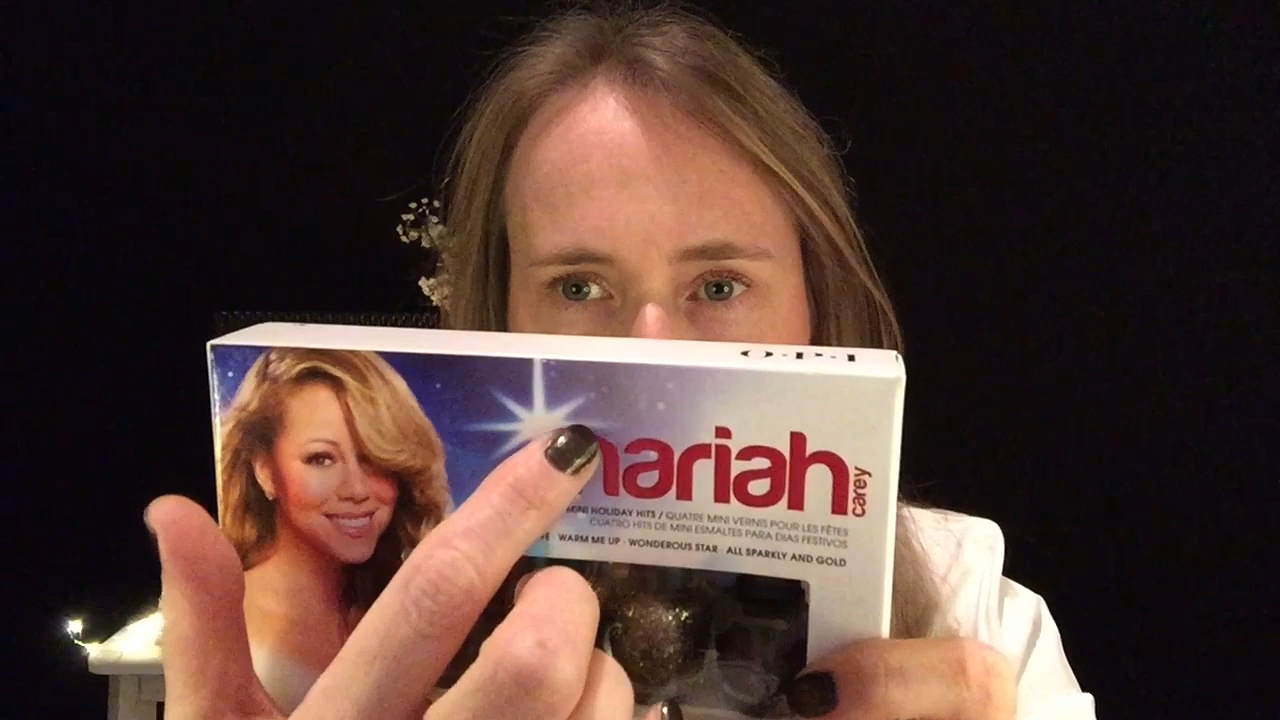 O·P·I
mariah
carey
MINI HOLIDAY HITS / QUATRE MINI VERNIS POUR LES FÊTES
CUATRO HITS DE MINI ESMALTES PARA DIAS FESTIVOS
WARM ME UP · WONDEROUS STAR · ALL SPARKLY AND GOLD